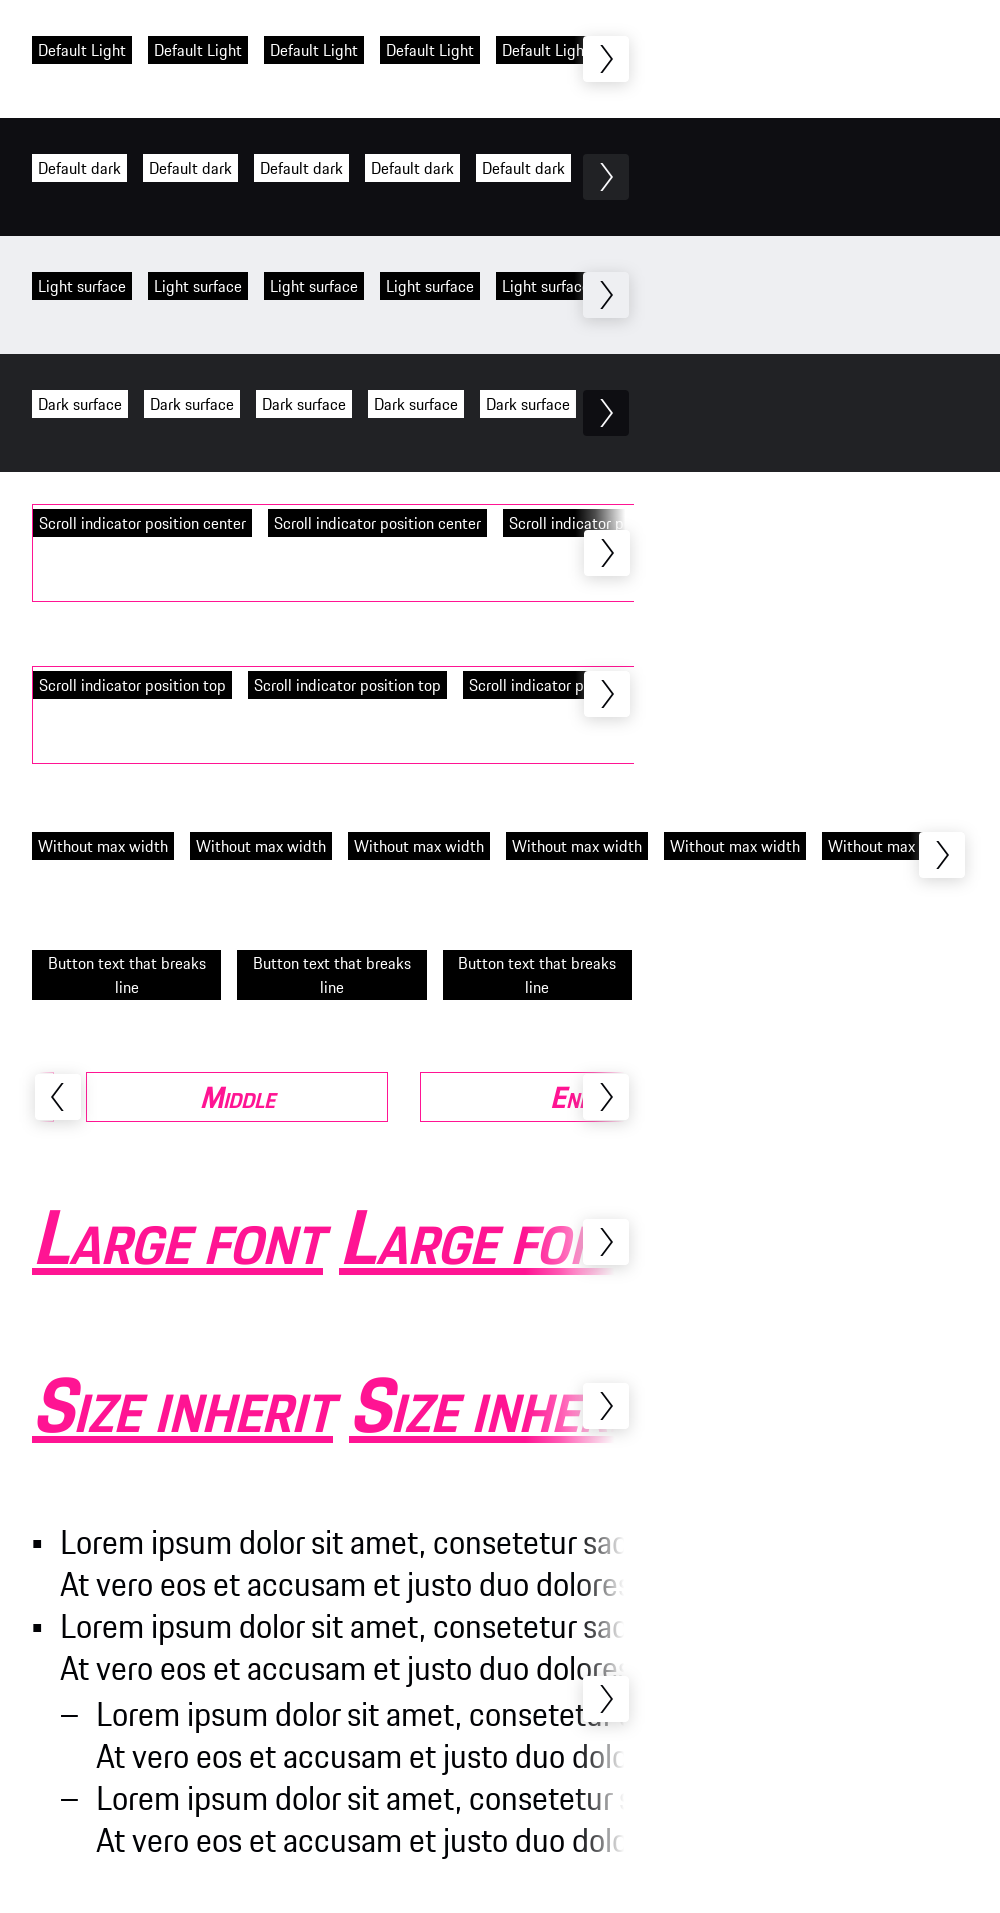 Default Light Default Light Default Light Default Light Default Ligh
Default dark Default dark Default dark Default dark Default dark
Light surface Light surface Light surface Light surface Light surfac
Dark surface Dark surface Dark surface Dark surface Dark surface
Scroll indicator position center Scroll indicator position center Scroll indicator p
Scroll indicator position top Scroll indicator position top Scroll indicator p
Without max width Without max width Without max width Without max width Without max width Without max
Button text that breaks Button text that breaks Button text that breaks
line line line
Middle En
Large font Large fon
Size inherit Size inher
Lorem ipsum dolor sit amet, consetetur sad
At vero eos et accusam et justo duo dolores
Lorem ipsum dolor sit amet, consetetur sad
At vero eos et accusam et justo duo dolores
– Lorem ipsum dolor sit amet, consetetur
At vero eos et accusam et justo duo dolo
– Lorem ipsum dolor sit amet, consetetur s
At vero eos et accusam et justo duo dolo